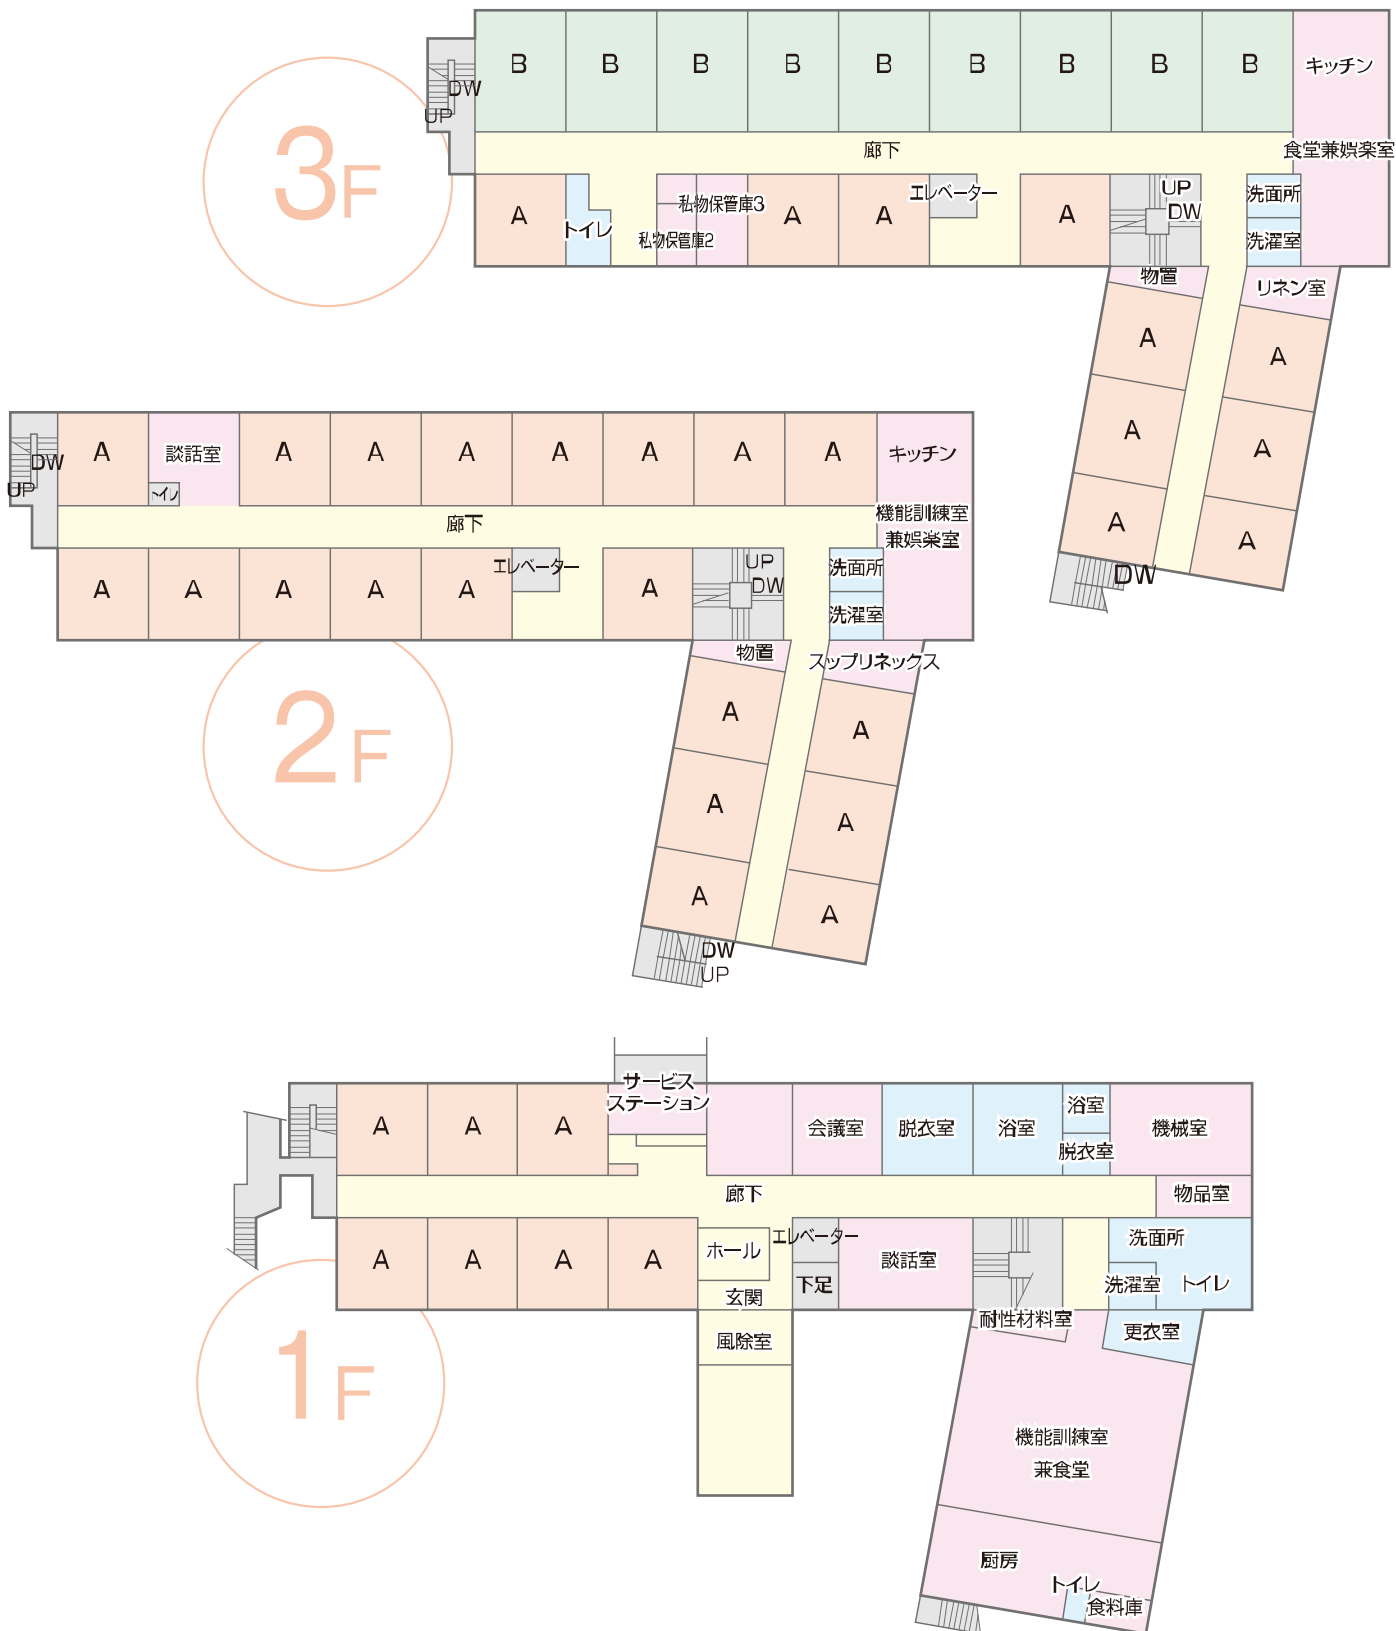 3F
B B B B B B B B B キッチン
DW
UP
廊下
食堂兼娯楽室
A トイレ 私物保管庫3 A A エレベーター A UP 洗面所
DW
私物保管庫2 洗濯室
物置 リネン室
A A
A A
A A
DW
2F
A 談話室 A A A A A A A キッチン
DW
UP
トイレ
廊下
機能訓練室
兼娯楽室
A A A A A エレベーター A UP 洗面所
DW
洗濯室
物置 スップリネックス
A A
A A
A A
DW
UP
1F
サービス
ステーション
A A A 会議室 脱衣室 浴室 浴室 機械室
脱衣室
廊下 物品室
A A A A ホール エレベーター 談話室 洗面所
下足 洗濯室 トイレ
玄関
耐性材料室 更衣室
風除室
機能訓練室
兼食堂
厨房
トイレ
食料庫